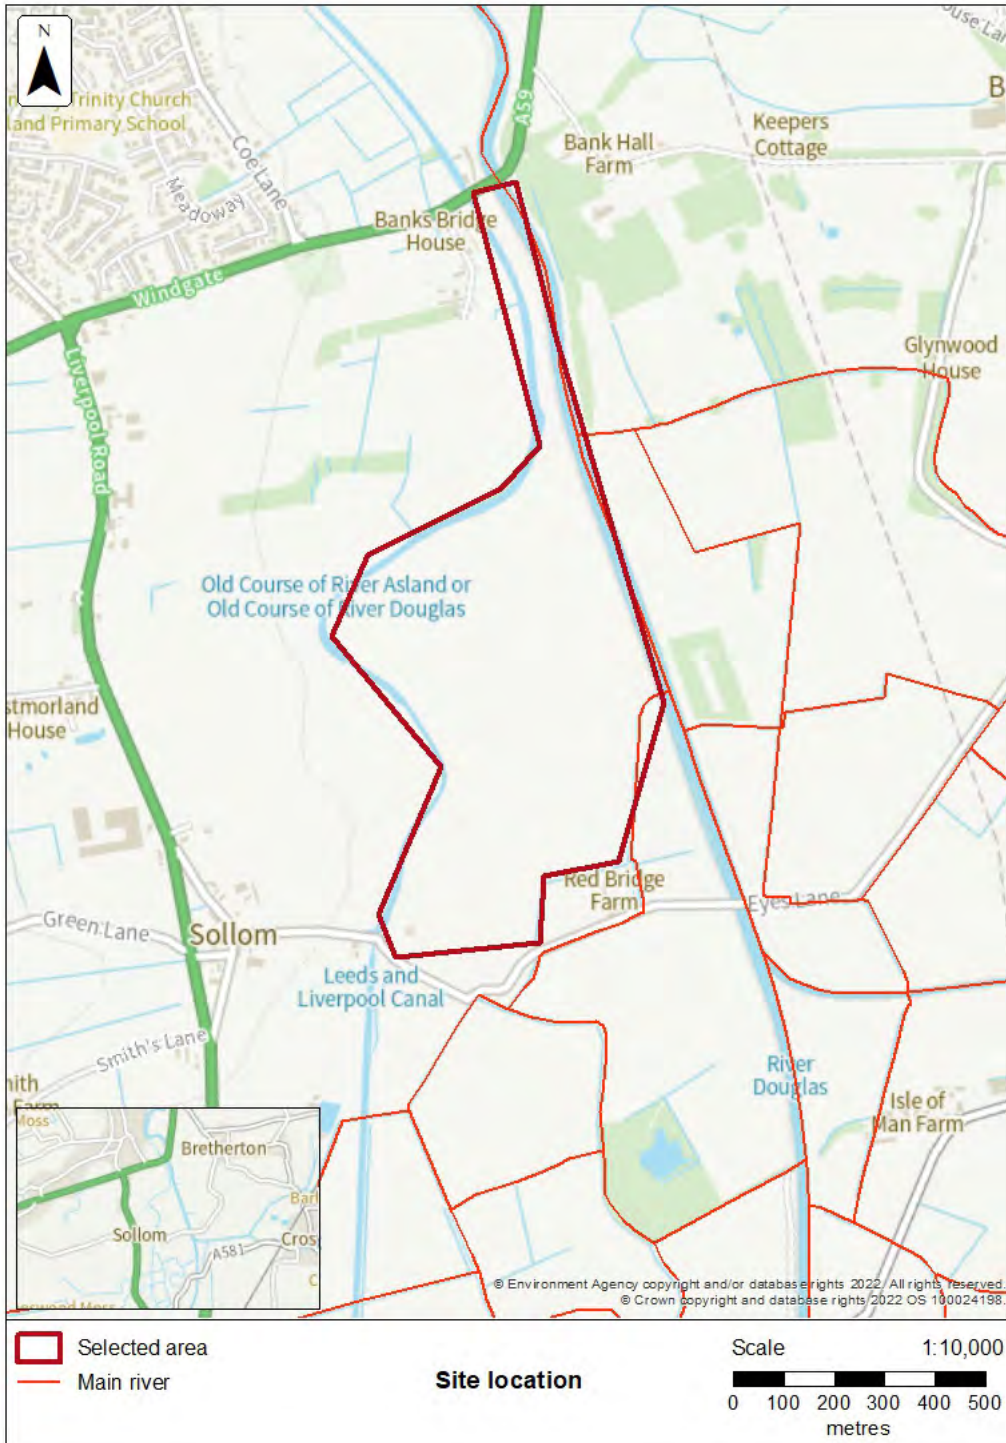 N
Trinity Church
land Primary School
Coe Lane
Meadoway
A59
Bank Hall
Farm
Keepers
Cottage
B
Banks Bridge
House
Windgate
Liverpool Road
Glynwood
House
Old Course of River Asland or
Old Course of River Douglas
stmorland
House
Red Bridge
Farm
Eyes Lane
Green Lane
Sollom
Leeds and
Liverpool Canal
Smith's Lane
River
Douglas
Isle of
Man Farm
mith
Farm
Moss
Bretherton
Sollom
A581
Cros
© Environment Agency copyright and/or database rights 2022. All rights reserved.
© Crown copyright and database rights 2022 OS 100024198.
Selected area
Main river
Site location
Scale 1:10,000
0 100 200 300 400 500
metres